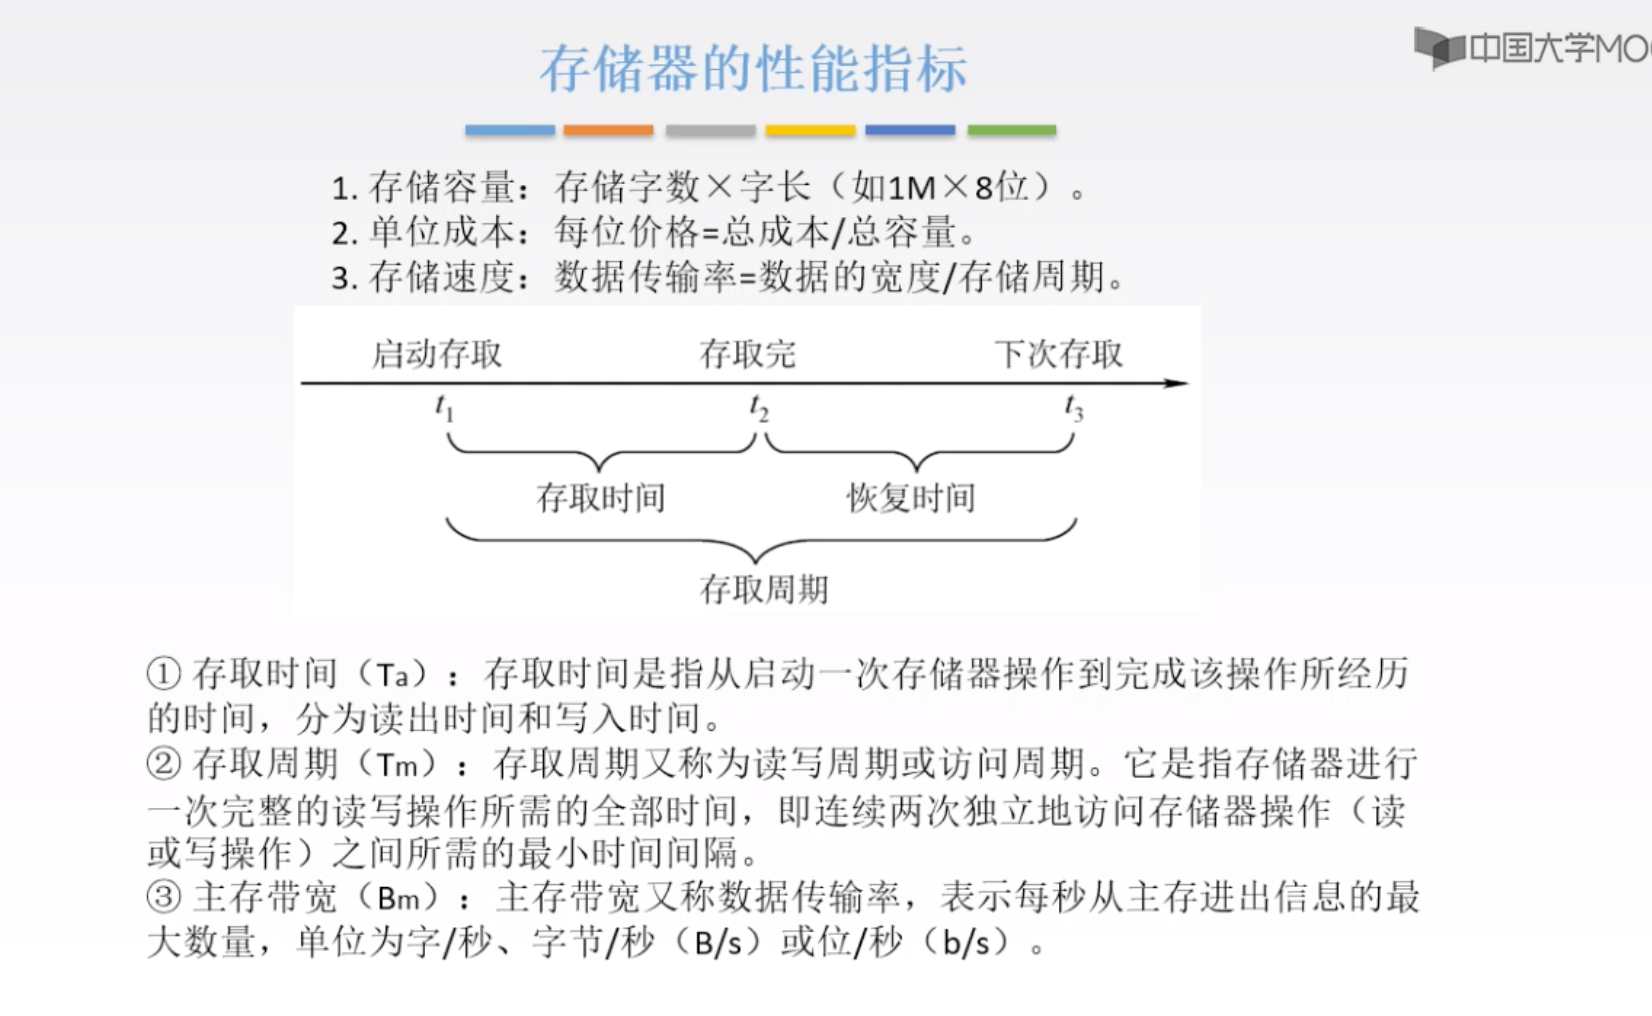 存储器的性能指标
中国大学MOO
1. 存储容量：存储字数×字长（如1M×8位）。
2. 单位成本：每位价格=总成本/总容量。
3. 存储速度：数据传输率=数据的宽度/存储周期。
启动存取 存取完 下次存取
t1 t2 t3
存取时间 恢复时间
存取周期
① 存取时间（Ta）：存取时间是指从启动一次存储器操作到完成该操作所经历
的时间，分为读出时间和写入时间。
② 存取周期（Tm）：存取周期又称为读写周期或访问周期。它是指存储器进行
一次完整的读写操作所需的全部时间，即连续两次独立地访问存储器操作（读
或写操作）之间所需的最小时间间隔。
③ 主存带宽（Bm）：主存带宽又称数据传输率，表示每秒从主存进出信息的最
大数量，单位为字/秒、字节/秒（B/s）或位/秒（b/s）。